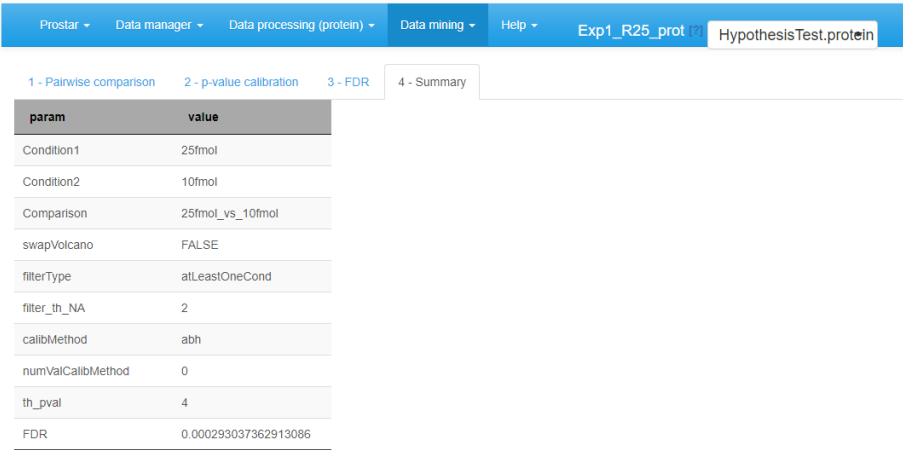 Prostar Data manager Data processing (protein) Data mining Help Exp1_R25_prot [?] HypothesisTest.protein
1 - Pairwise comparison 2 - p-value calibration 3 - FDR 4 - Summary
param value
Condition1 25fmol
Condition2 10fmol
Comparison 25fmol_vs_10fmol
swapVolcano FALSE
filterType atLeastOneCond
filter_th_NA 2
calibMethod abh
numValCalibMethod 0
th_pval 4
FDR 0.000293037362913086